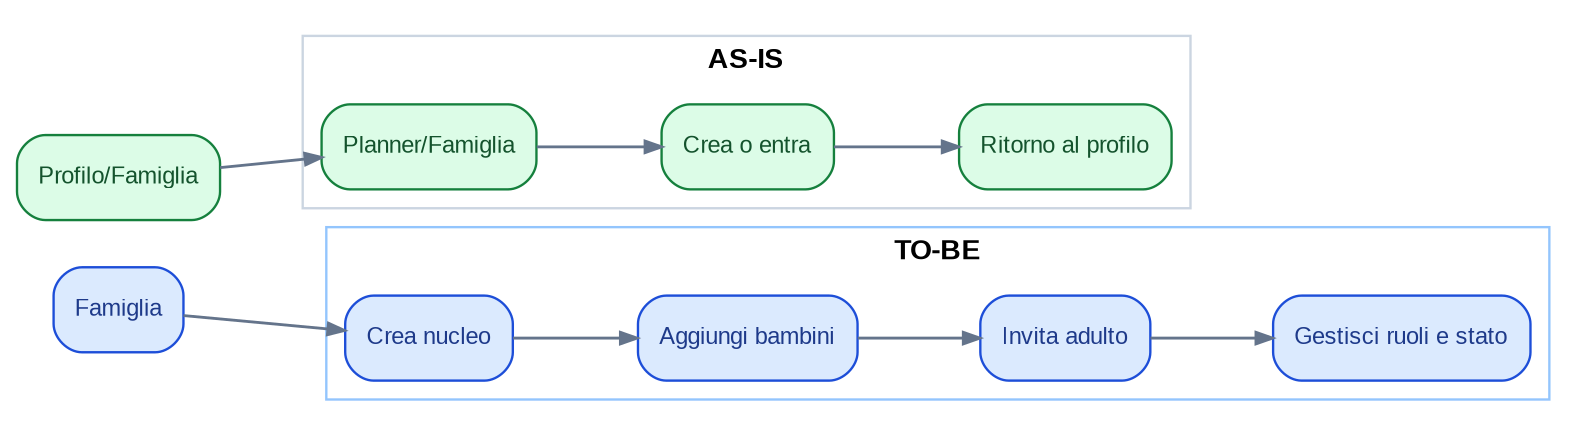 AS-IS
Profilo/Famiglia
Planner/Famiglia
Crea o entra
Ritorno al profilo
TO-BE
Famiglia
Crea nucleo
Aggiungi bambini
Invita adulto
Gestisci ruoli e stato